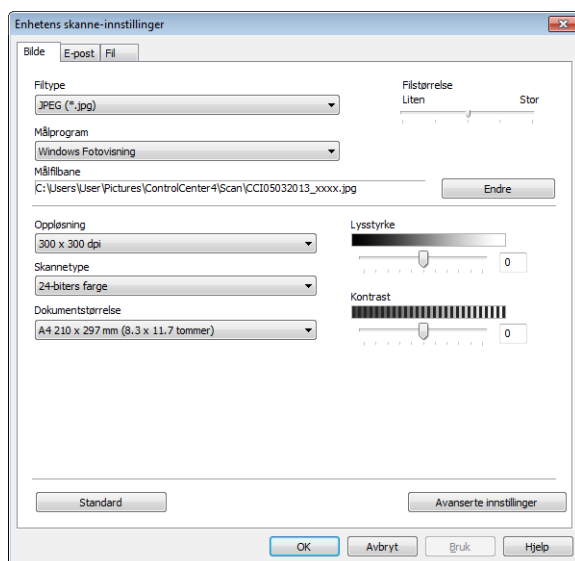 Enhetens skanne-innstillinger
Bilde E-post Fil
Filtype
JPEG (*.jpg)
Filstørrelse
Liten Stor
Målprogram
Windows Fotovisning
Målfilbane
C:\Users\User\Pictures\ControlCenter4\Scan\CCI05032013_xxxx.jpg
Endre
Oppløsning
300 x 300 dpi
Skannetype
24-biters farge
Dokumentstørrelse
A4 210 x 297 mm (8.3 x 11.7 tommer)
Lysstyrke
0
Kontrast
0
Standard
Avanserte innstillinger
OK Avbryt Bruk Hjelp